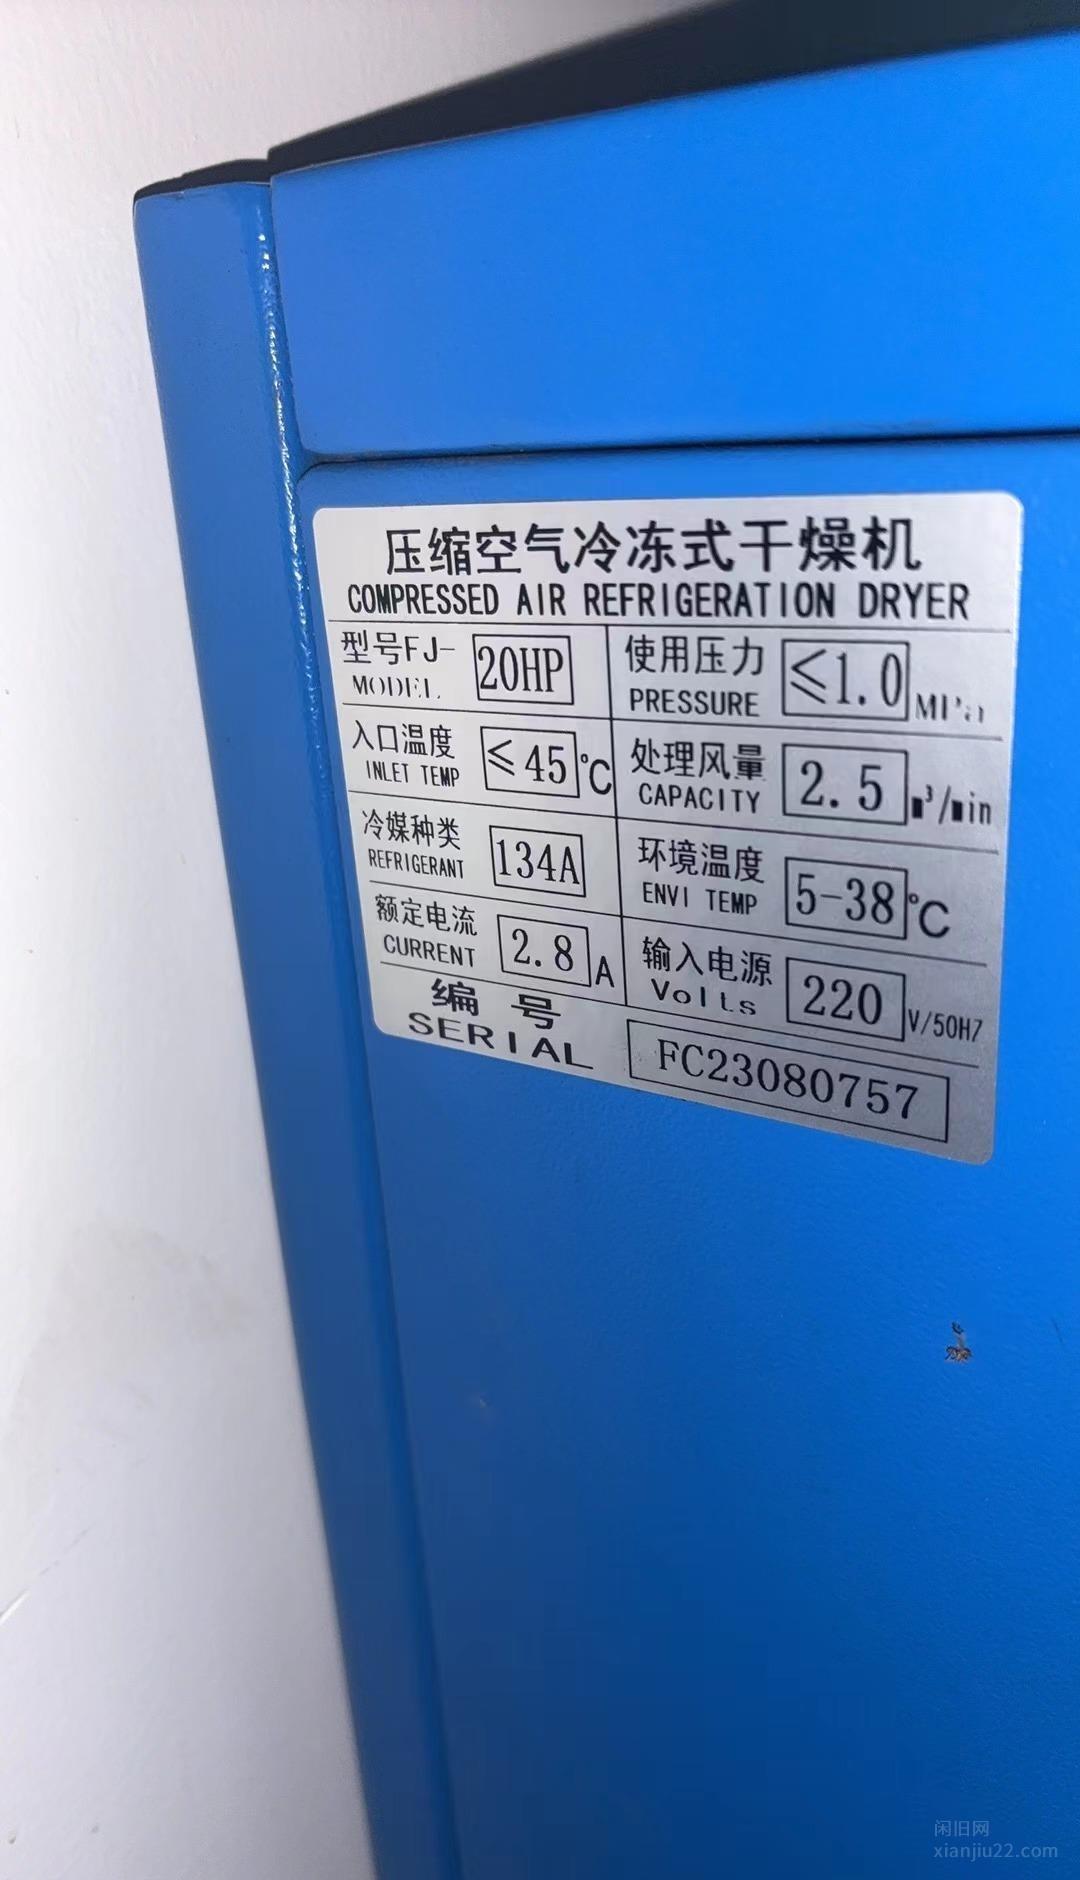 压缩空气冷冻式干燥机
COMPRESSED AIR REFRIGERATION DRYER
型号FJ- 20HP 使用压力 ≤1.0 MPa
MODEL PRESSURE
入口温度 ≤45 ℃ 处理风量 2.5 m³/min
INLET TEMP CAPACITY
冷媒种类 134A 环境温度 5-38 ℃
REFRIGERANT ENVI TEMP
额定电流 2.8 A 输入电源 220 V/50HZ
CURRENT Volts
编号 FC23080757
SERIAL
闲旧网
xianjiu22.com